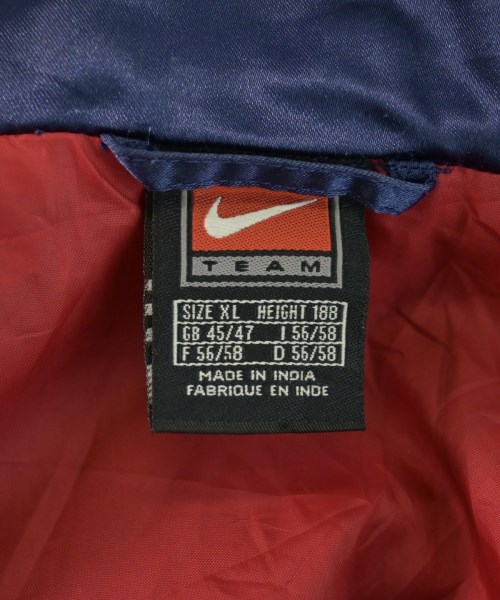 TEAM
SIZE XL HEIGHT 188
GB 45/47 I 56/58
F 56/58 D 56/58
MADE IN INDIA
FABRIQUE EN INDE